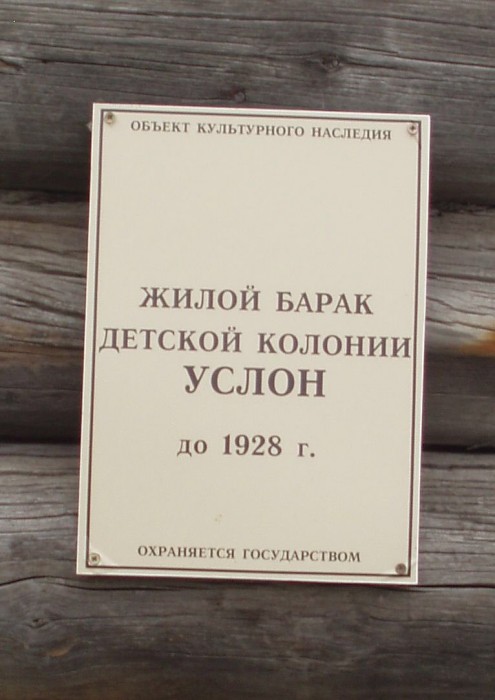 ОБЪЕКТ КУЛЬТУРНОГО НАСЛЕДИЯ
ЖИЛОЙ БАРАК
ДЕТСКОЙ КОЛОНИИ
УСЛОН
до 1928 г.
ОХРАНЯЕТСЯ ГОСУДАРСТВОМ